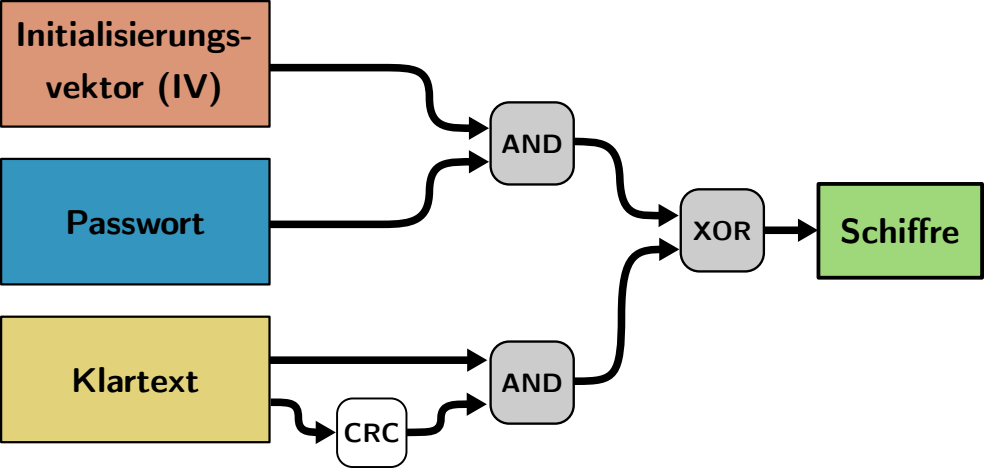 Initialisierungs-
vektor (IV)
AND
Passwort
XOR
Schiffre
Klartext
AND
CRC